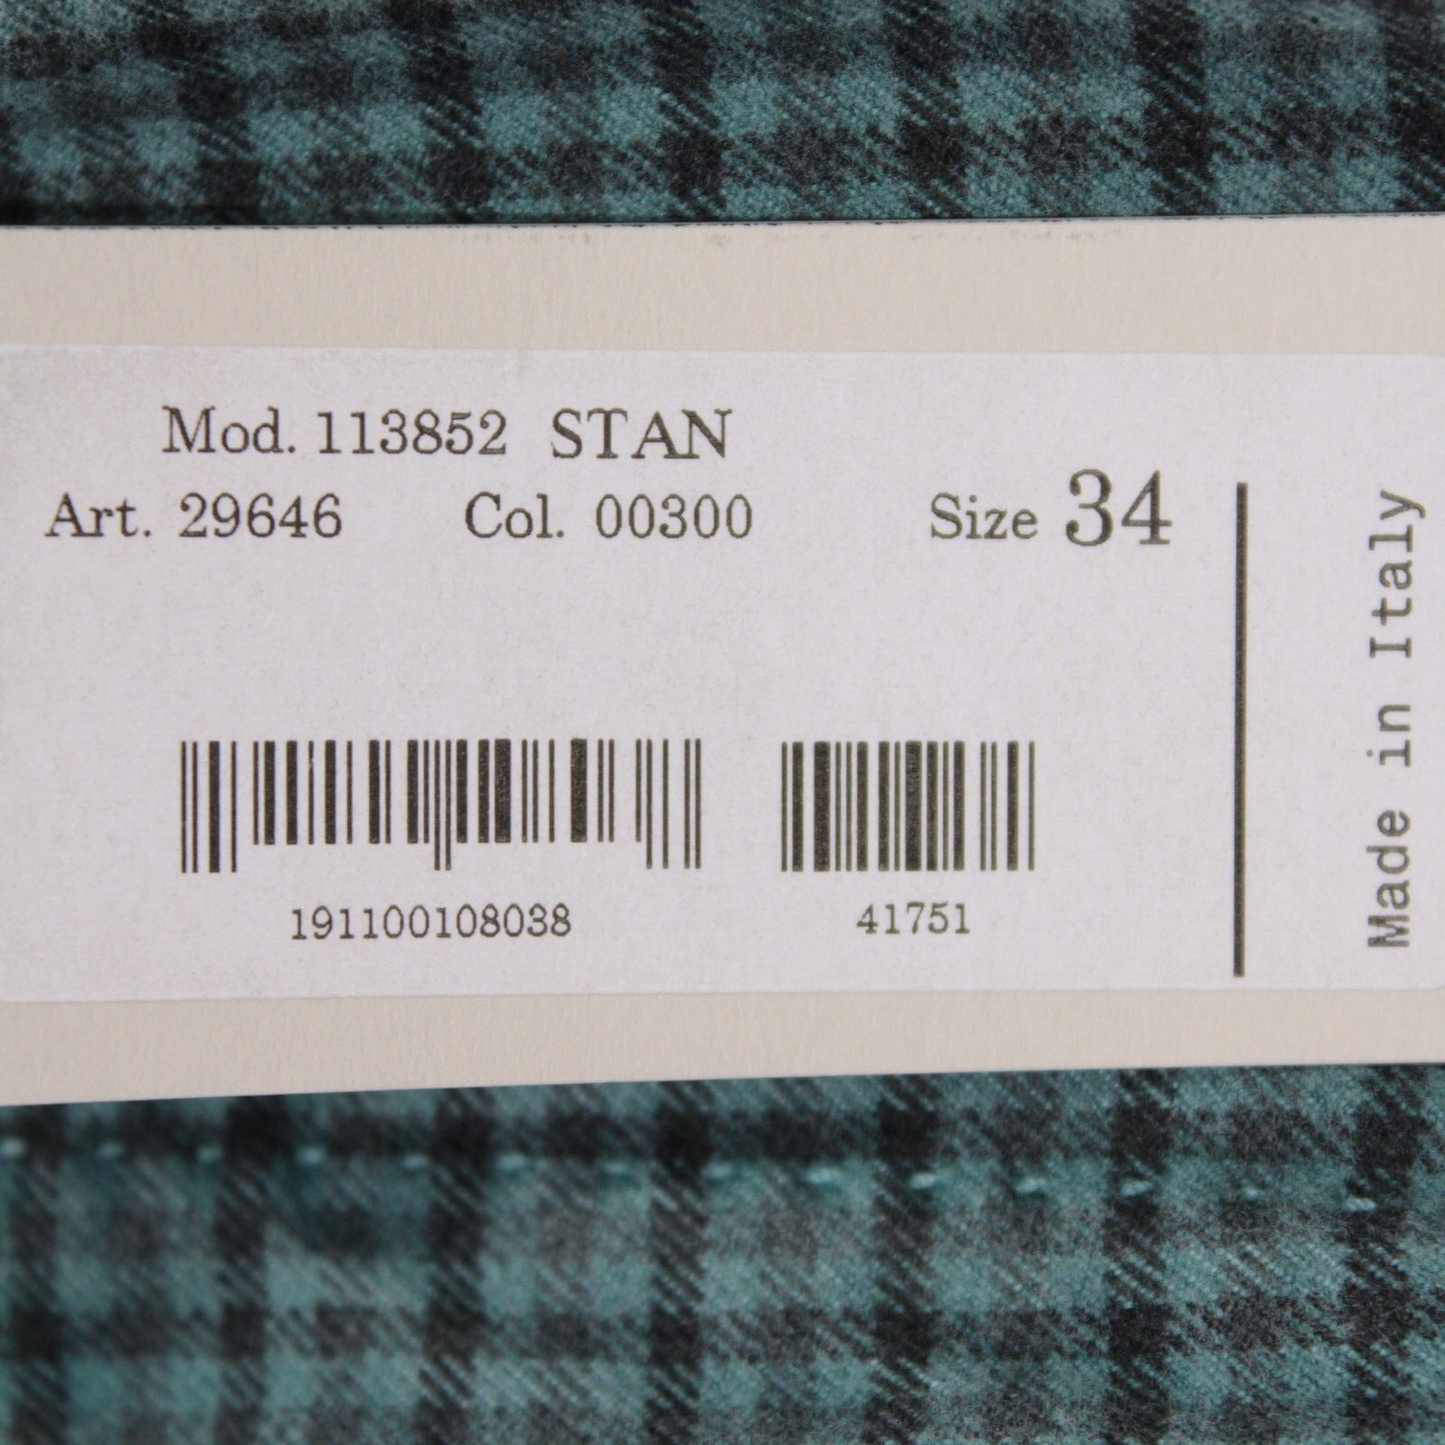 Mod. 113852 STAN
Art. 29646 Col. 00300 Size 34
191100108038 41751
Made in Italy